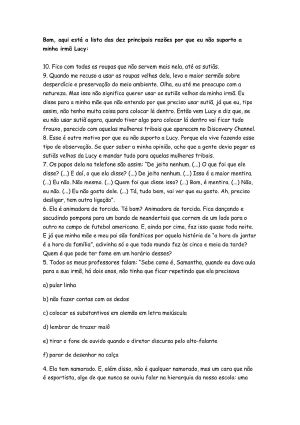 Bom, aqui está a lista das dez principais razões por que eu não suporto a
minha irmã Lucy:
10. Fico com todas as roupas que não servem mais nela, até os sutiãs.
9. Quando me recuso a usar as roupas velhas dela, levo o maior sermão sobre
desperdício e preservação do meio ambiente. Olha, eu até me preocupo com a
natureza. Mas isso não significa querer usar os sutiãs velhos da minha irmã. Eu
disse para a minha mãe que não entendo por que preciso usar sutiã, já que eu, tipo
assim, não tenho muita coisa para colocar lá dentro. Então vem Lucy e diz que, se
eu não usar sutiã agora, quando tiver algo para colocar lá dentro vai ficar tudo
frouxo, parecido com aquelas mulheres tribais que aparecem no Discovery Channel.
8. Esse é outro motivo por que eu não suporto a Lucy. Porque ela vive fazendo esse
tipo de observação. Se quer saber a minha opinião, acho que a gente devia pegar os
sutiãs velhos da Lucy e mandar tudo para aquelas mulheres tribais.
7. Os papos dela no telefone são assim: "De jeito nenhum. (...) O que foi que ele
disse? (...) E daí, o que ela disse? (...) De jeito nenhum. (...) Isso é a maior mentira.
(...) Eu não. Não mesmo. (...) Quem foi que disse isso? (...) Bom, é mentira. (...) Não,
eu não. (...) Eu não gosto dele. (...) Tá, tudo bem, vai ver que eu gosto. Ah, preciso
desligar, tem outra ligação".
6. Ela é animadora de torcida. Tá bom? Animadora de torcida. Fica dançando e
sacudindo pompons para um bando de neandertais que correm de um lado para o
outro no campo de futebol americano. E, ainda por cima, faz isso quase toda noite.
E já que minha mãe e meu pai são fanáticos por aquela história de "a hora do jantar
é a hora da família", adivinha só o que todo mundo faz às cinco e meia da tarde?
Quem é que pode ter fome em um horário desses?
5. Todos os meus professores falam: "Sabe como é, Samantha, quando eu dava aula
para a sua irmã, há dois anos, não tinha que ficar repetindo que ela precisava
a) pular linha
b) não fazer contas com os dedos
c) colocar os substantivos em alemão em letra maiúscula
d) lembrar de trazer maiô
e) tirar o fone de ouvido quando o diretor discursa pelo alto-falante
f) parar de desenhar na calça
4. Ela tem namorado. E, além disso, não é qualquer namorado, mas um cara que não
é esportista, algo de que nunca se ouviu falar na hierarquia da nossa escola: uma